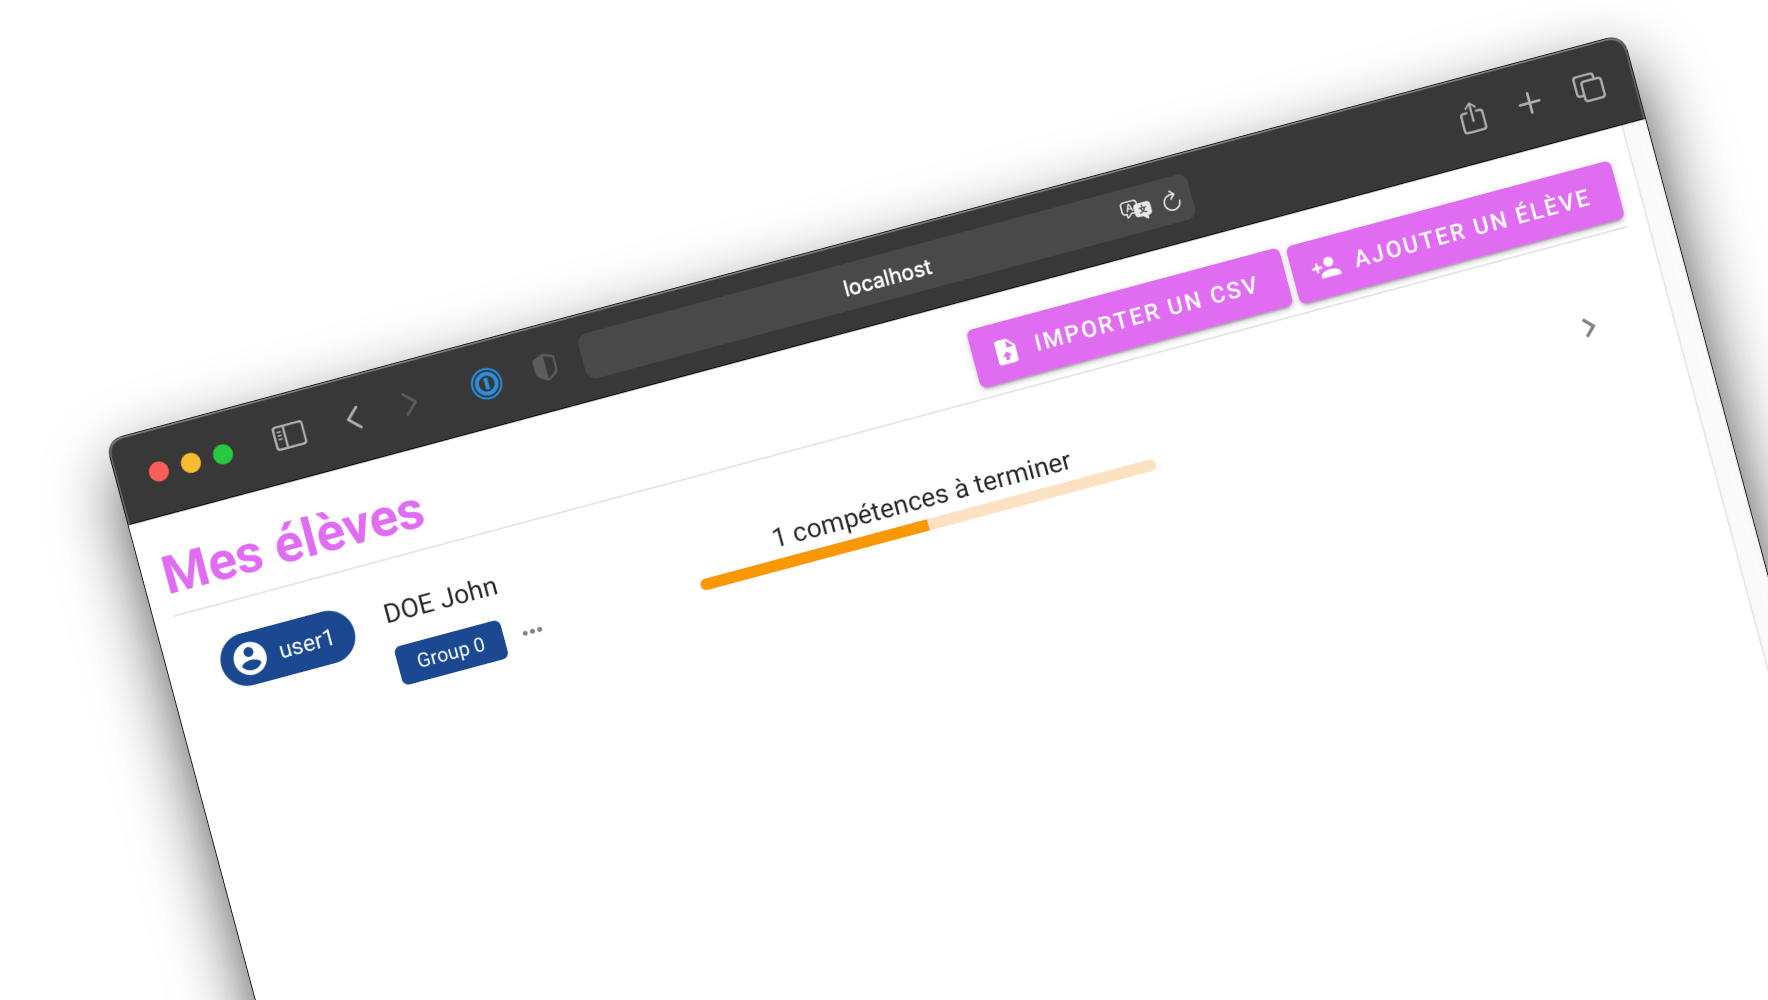 localhost
Mes élèves
IMPORTER UN CSV
AJOUTER UN ÉLÈVE
user1
DOE John
Group 0
1 compétences à terminer